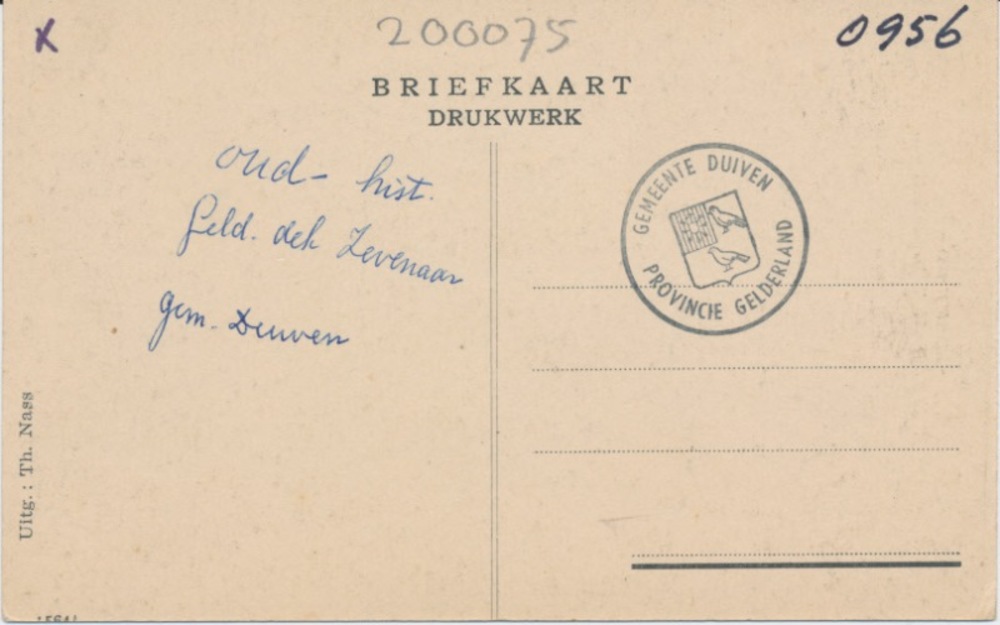 X
200075
0956
BRIEFKAART
DRUKWERK
oud- hist.
Geld. dek Zevenaar
gem. Duiven
GEMEENTE DUIVEN
PROVINCIE GELDERLAND
Uitg.: Th. Nass